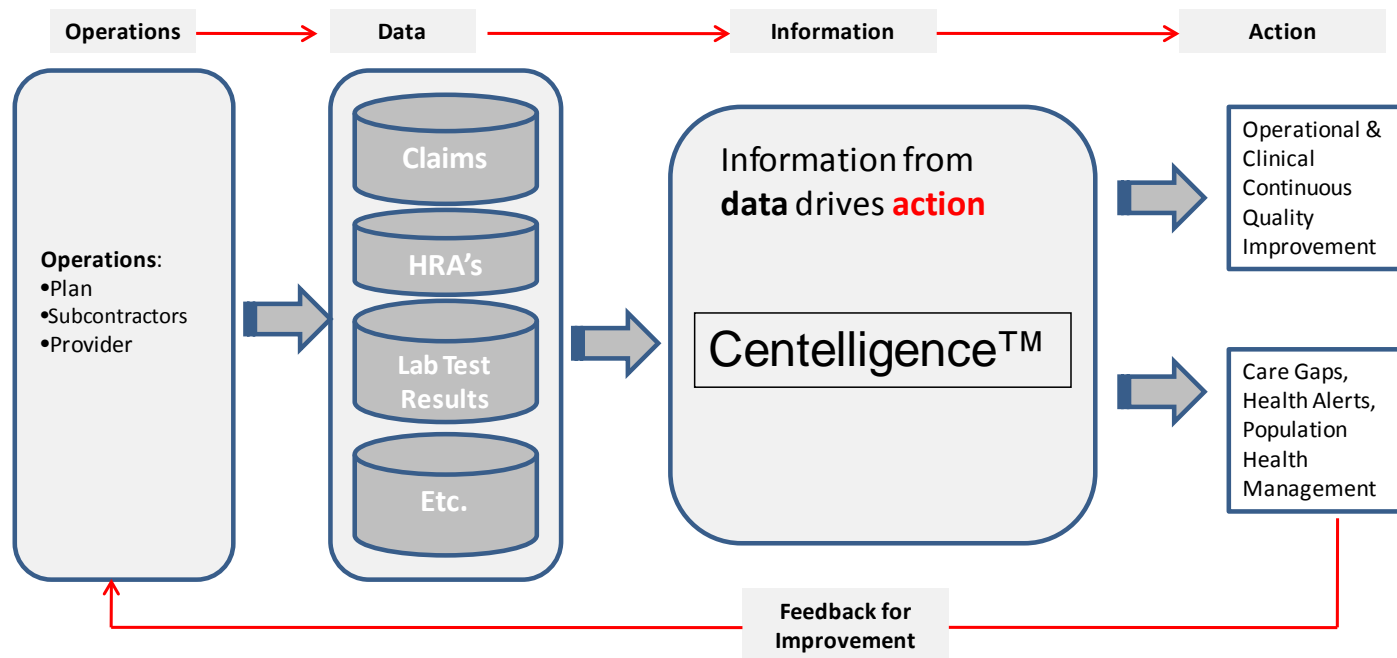 Operations
Data
Information
Action
Operations:
•Plan
•Subcontractors
•Provider
Claims
HRA’s
Lab Test
Results
Etc.
Information from
data drives action
Centelligence™
Operational &
Clinical
Continuous
Quality
Improvement
Care Gaps,
Health Alerts,
Population
Health
Management
Feedback for
Improvement